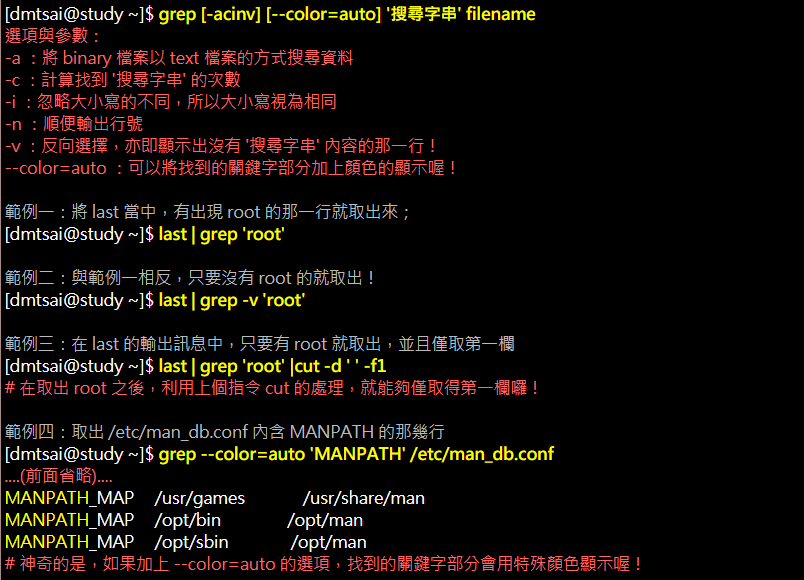 [dmtsai@study ~]$ grep [-acinv] [--color=auto] '搜尋字串' filename
選項與參數：
-a ：將 binary 檔案以 text 檔案的方式搜尋資料
-c ：計算找到 '搜尋字串' 的次數
-i ：忽略大小寫的不同，所以大小寫視為相同
-n ：順便輸出行號
-v ：反向選擇，亦即顯示出沒有 '搜尋字串' 內容的那一行！
--color=auto ：可以將找到的關鍵字部分加上顏色的顯示喔！
範例一：將 last 當中，有出現 root 的那一行就取出來；
[dmtsai@study ~]$ last | grep 'root'
範例二：與範例一相反，只要沒有 root 的就取出！
[dmtsai@study ~]$ last | grep -v 'root'
範例三：在 last 的輸出訊息中，只要有 root 就取出，並且僅取第一欄
[dmtsai@study ~]$ last | grep 'root' |cut -d ' ' -f1
# 在取出 root 之後，利用上個指令 cut 的處理，就能夠僅取得第一欄囉！
範例四：取出 /etc/man_db.conf 內含 MANPATH 的那幾行
[dmtsai@study ~]$ grep --color=auto 'MANPATH' /etc/man_db.conf
....(前面省略)....
MANPATH_MAP /usr/games /usr/share/man
MANPATH_MAP /opt/bin /opt/man
MANPATH_MAP /opt/sbin /opt/man
# 神奇的是，如果加上 --color=auto 的選項，找到的關鍵字部分會用特殊顏色顯示喔！